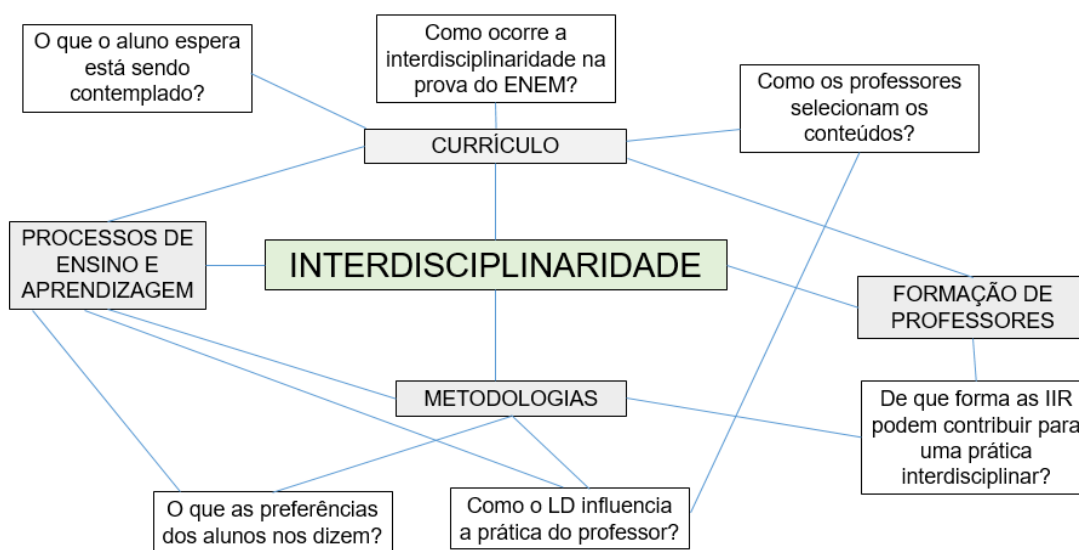 O que o aluno espera
está sendo
contemplado?
Como ocorre a
interdisciplinaridade na
prova do ENEM?
Como os professores
selecionam os
conteúdos?
CURRÍCULO
PROCESSOS DE
ENSINO E
APRENDIZAGEM
INTERDISCIPLINARIDADE
FORMAÇÃO DE
PROFESSORES
METODOLOGIAS
De que forma as IIR
podem contribuir para
uma prática
interdisciplinar?
O que as preferências
dos alunos nos dizem?
Como o LD influencia
a prática do professor?